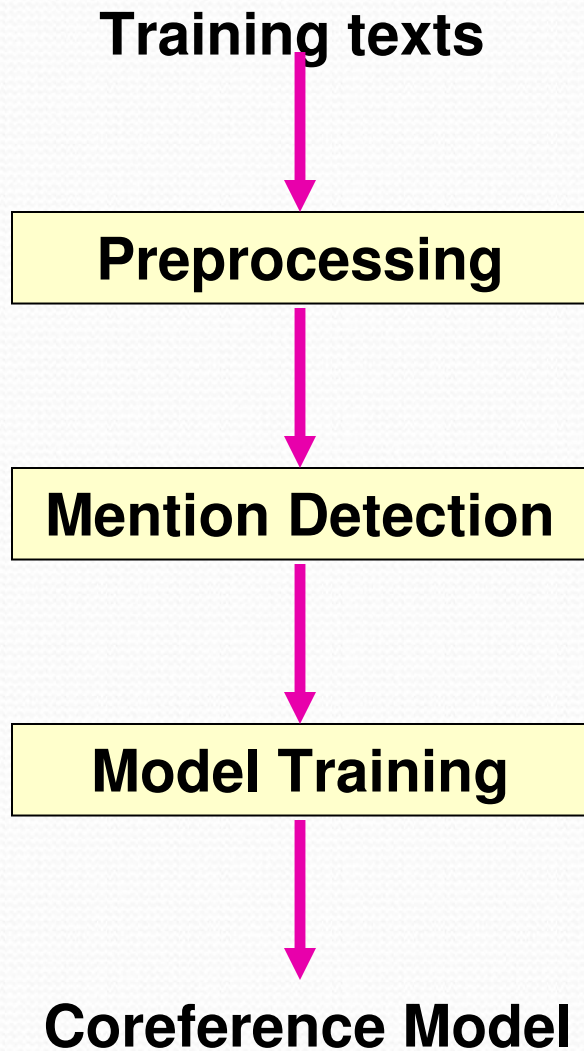 Training texts
Preprocessing
Mention Detection
Model Training
Coreference Model